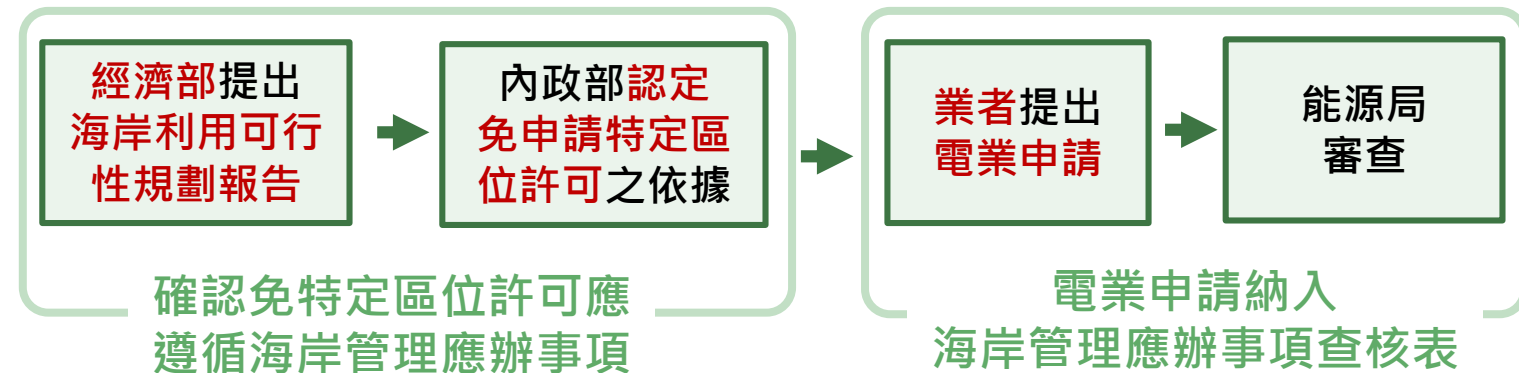 經濟部提出
海岸利用可行
性規劃報告
內政部認定
免申請特定區
位許可之依據
業者提出
電業申請
能源局
審查
確認免特定區位許可應
遵循海岸管理應辦事項
電業申請納入
海岸管理應辦事項查核表